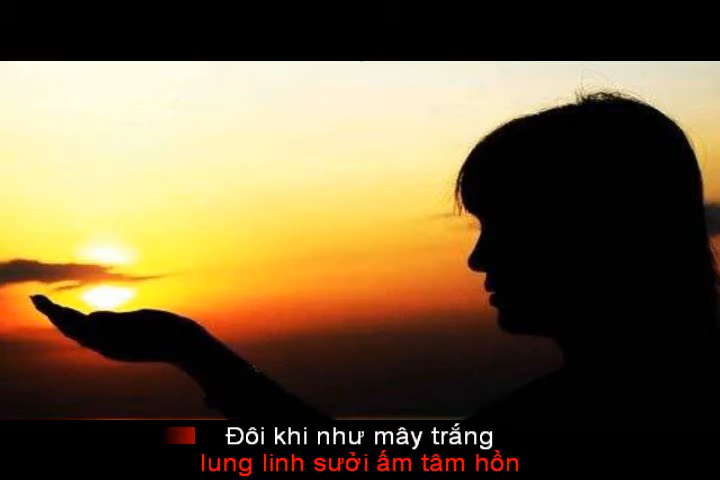 Đôi khi như mây trắng
lung linh sưởi ấm tâm hồn